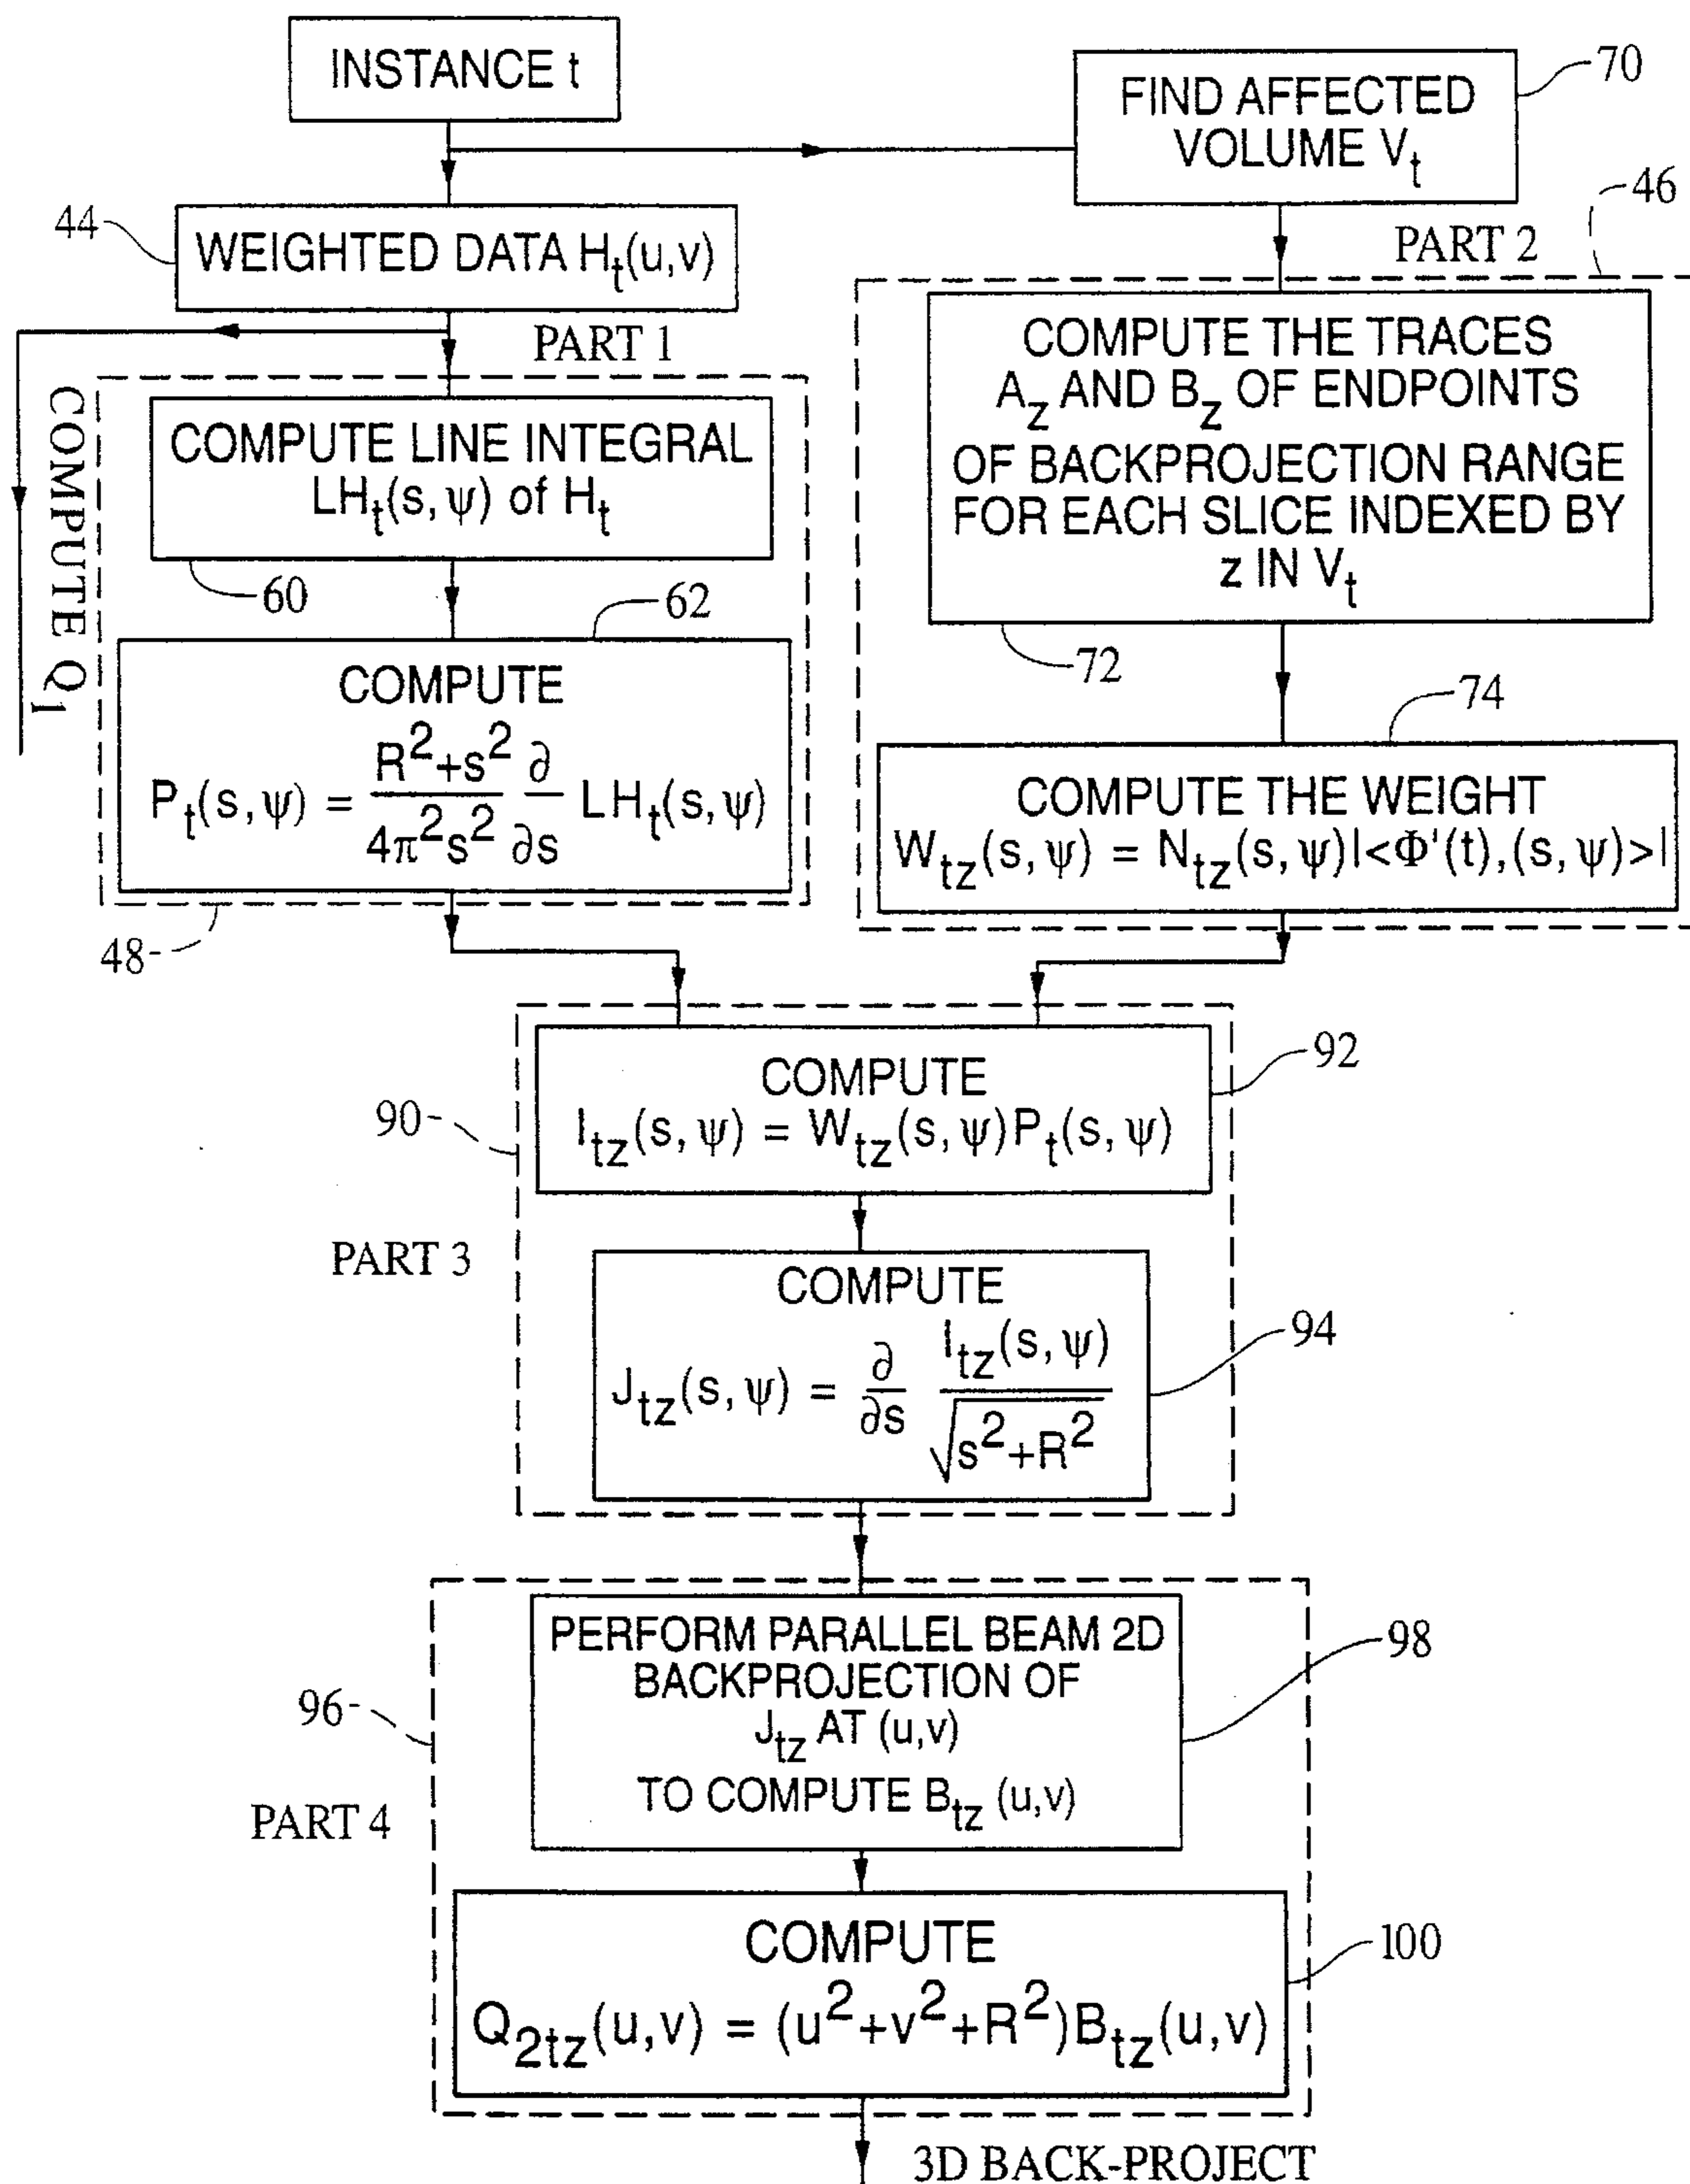 INSTANCE t
70
FIND AFFECTED
VOLUME V_t
46
44
WEIGHTED DATA H_t(u,v)
PART 2
PART 1
COMPUTE Q_1
COMPUTE LINE INTEGRAL
LH_t(s,ψ) of H_t
60
62
COMPUTE
P_t(s,ψ) = \frac{R^2+s^2}{4π^2s^2} \frac{∂}{∂s} LH_t(s,ψ)
48
COMPUTE THE TRACES
A_z AND B_z OF ENDPOINTS
OF BACKPROJECTION RANGE
FOR EACH SLICE INDEXED BY
z IN V_t
72
74
COMPUTE THE WEIGHT
W_tz(s,ψ) = N_tz(s,ψ)|<Φ'(t),(s,ψ)>|
90
92
COMPUTE
I_tz(s,ψ) = W_tz(s,ψ)P_t(s,ψ)
PART 3
COMPUTE
J_tz(s,ψ) = \frac{∂}{∂s} \frac{I_tz(s,ψ)}{\sqrt{s^2+R^2}}
94
96
PERFORM PARALLEL BEAM 2D
BACKPROJECTION OF
J_tz AT (u,v)
TO COMPUTE B_tz (u,v)
98
PART 4
COMPUTE
Q_2tz(u,v) = (u^2+v^2+R^2)B_tz(u,v)
100
3D BACK-PROJECT